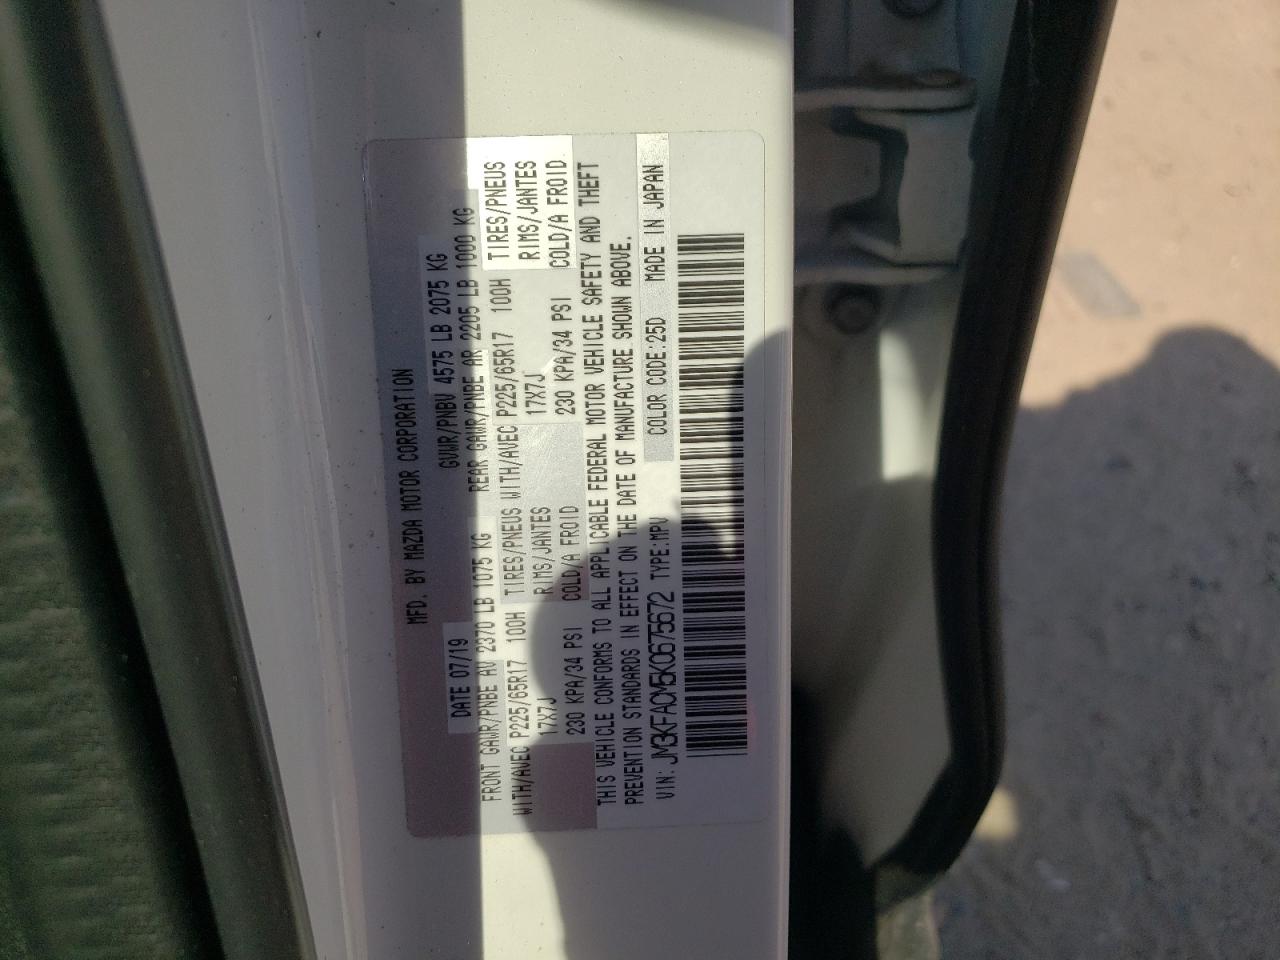 MFD. BY MAZDA MOTOR CORPORATION
DATE 07/19 GVWR/PNBV 4575 LB 2075 KG
FRONT GAWR/PNBE AV 2370 LB 1075 KG REAR GAWR/PNBE AR 2205 LB 1000 KG
WITH/AVEC P225/65R17 100H TIRES/PNEUS WITH/AVEC P225/65R17 100H TIRES/PNEUS
17X7J RIMS/JANTES 17X7J RIMS/JANTES
230 KPA/34 PSI COLD/A FROID 230 KPA/34 PSI COLD/A FROID
THIS VEHICLE CONFORMS TO ALL APPLICABLE FEDERAL MOTOR VEHICLE SAFETY AND THEFT
PREVENTION STANDARDS IN EFFECT ON THE DATE OF MANUFACTURE SHOWN ABOVE.
VIN: JM3KFACM5K0675672 TYPE:MPV COLOR CODE:25D MADE IN JAPAN